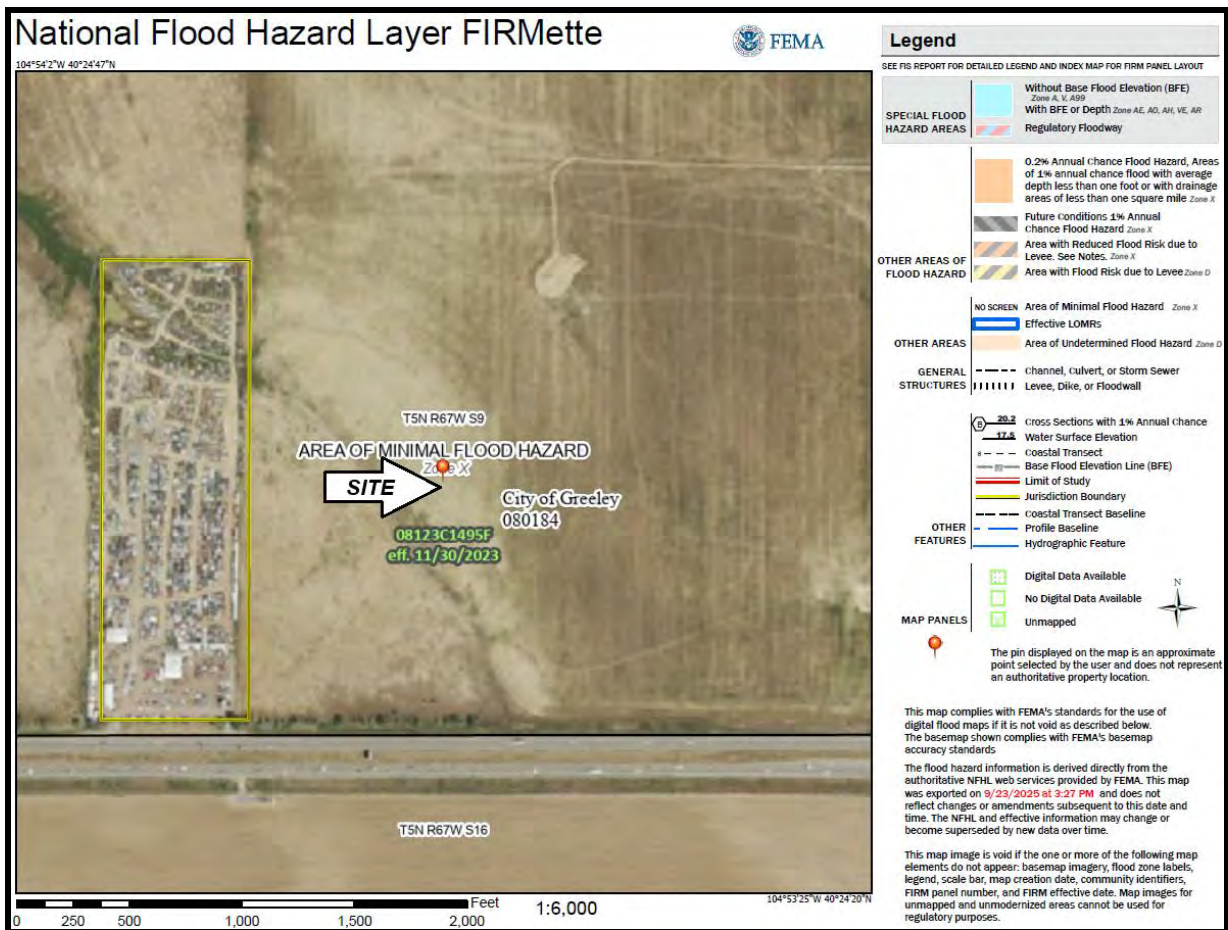 National Flood Hazard Layer FIRMette
FEMA
104°54'2"W 40°24'47"N
T5N R67W S9
AREA OF MINIMAL FLOOD HAZARD
Zone X
SITE
City of Greeley
080184
08123C1495F
eff. 11/30/2023
T5N R67W S16
104°53'25"W 40°24'20"N
0 250 500 1,000 1,500 2,000
Feet
1:6,000
Legend
SEE FIS REPORT FOR DETAILED LEGEND AND INDEX MAP FOR FIRM PANEL LAYOUT
SPECIAL FLOOD
HAZARD AREAS
Without Base Flood Elevation (BFE)
Zone A, V, A99
With BFE or Depth Zone AE, AO, AH, VE, AR
Regulatory Floodway
OTHER AREAS OF
FLOOD HAZARD
0.2% Annual Chance Flood Hazard, Areas
of 1% annual chance flood with average
depth less than one foot or with drainage
areas of less than one square mile Zone X
Future Conditions 1% Annual
Chance Flood Hazard Zone X
Area with Reduced Flood Risk due to
Levee. See Notes. Zone X
Area with Flood Risk due to Levee Zone D
OTHER AREAS
NO SCREEN Area of Minimal Flood Hazard Zone X
Effective LOMRs
Area of Undetermined Flood Hazard Zone D
GENERAL
STRUCTURES
Channel, Culvert, or Storm Sewer
Levee, Dike, or Floodwall
OTHER
FEATURES
B 20.2 Cross Sections with 1% Annual Chance
17.5 Water Surface Elevation
8 Coastal Transect
Base Flood Elevation Line (BFE)
Limit of Study
Jurisdiction Boundary
Coastal Transect Baseline
Profile Baseline
Hydrographic Feature
MAP PANELS
Digital Data Available
No Digital Data Available
Unmapped
N
The pin displayed on the map is an approximate
point selected by the user and does not represent
an authoritative property location.
This map complies with FEMA's standards for the use of
digital flood maps if it is not void as described below.
The basemap shown complies with FEMA's basemap
accuracy standards
The flood hazard information is derived directly from the
authoritative NFHL web services provided by FEMA. This map
was exported on 9/23/2025 at 3:27 PM and does not
reflect changes or amendments subsequent to this date and
time. The NFHL and effective information may change or
become superseded by new data over time.
This map image is void if the one or more of the following map
elements do not appear: basemap imagery, flood zone labels,
legend, scale bar, map creation date, community identifiers,
FIRM panel number, and FIRM effective date. Map images for
unmapped and unmodernized areas cannot be used for
regulatory purposes.